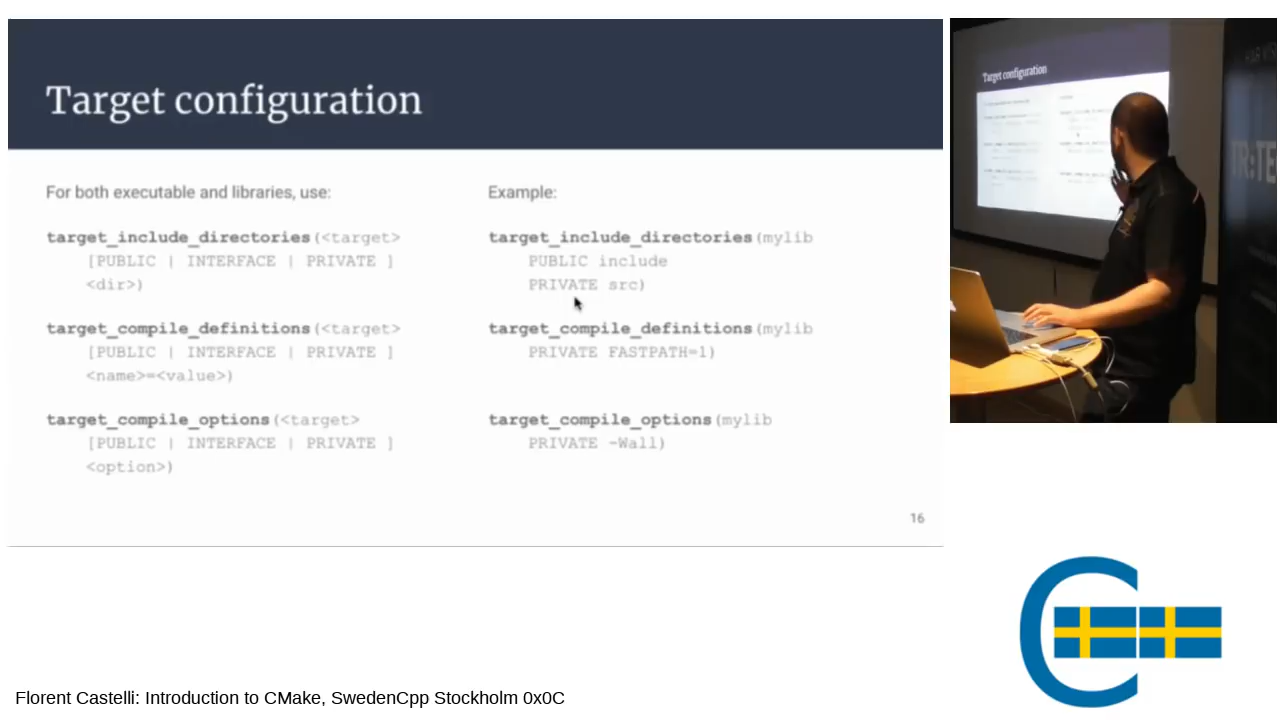 Target configuration
For both executable and libraries, use:
target_include_directories(<target>
[PUBLIC | INTERFACE | PRIVATE ]
<dir>)
target_compile_definitions(<target>
[PUBLIC | INTERFACE | PRIVATE ]
<name>=<value>)
target_compile_options(<target>
[PUBLIC | INTERFACE | PRIVATE ]
<option>)
Example:
target_include_directories(mylib
PUBLIC include
PRIVATE src)
target_compile_definitions(mylib
PRIVATE FASTPATH=1)
target_compile_options(mylib
PRIVATE -Wall)
16
Target configuration
Florent Castelli: Introduction to CMake, SwedenCpp Stockholm 0x0C